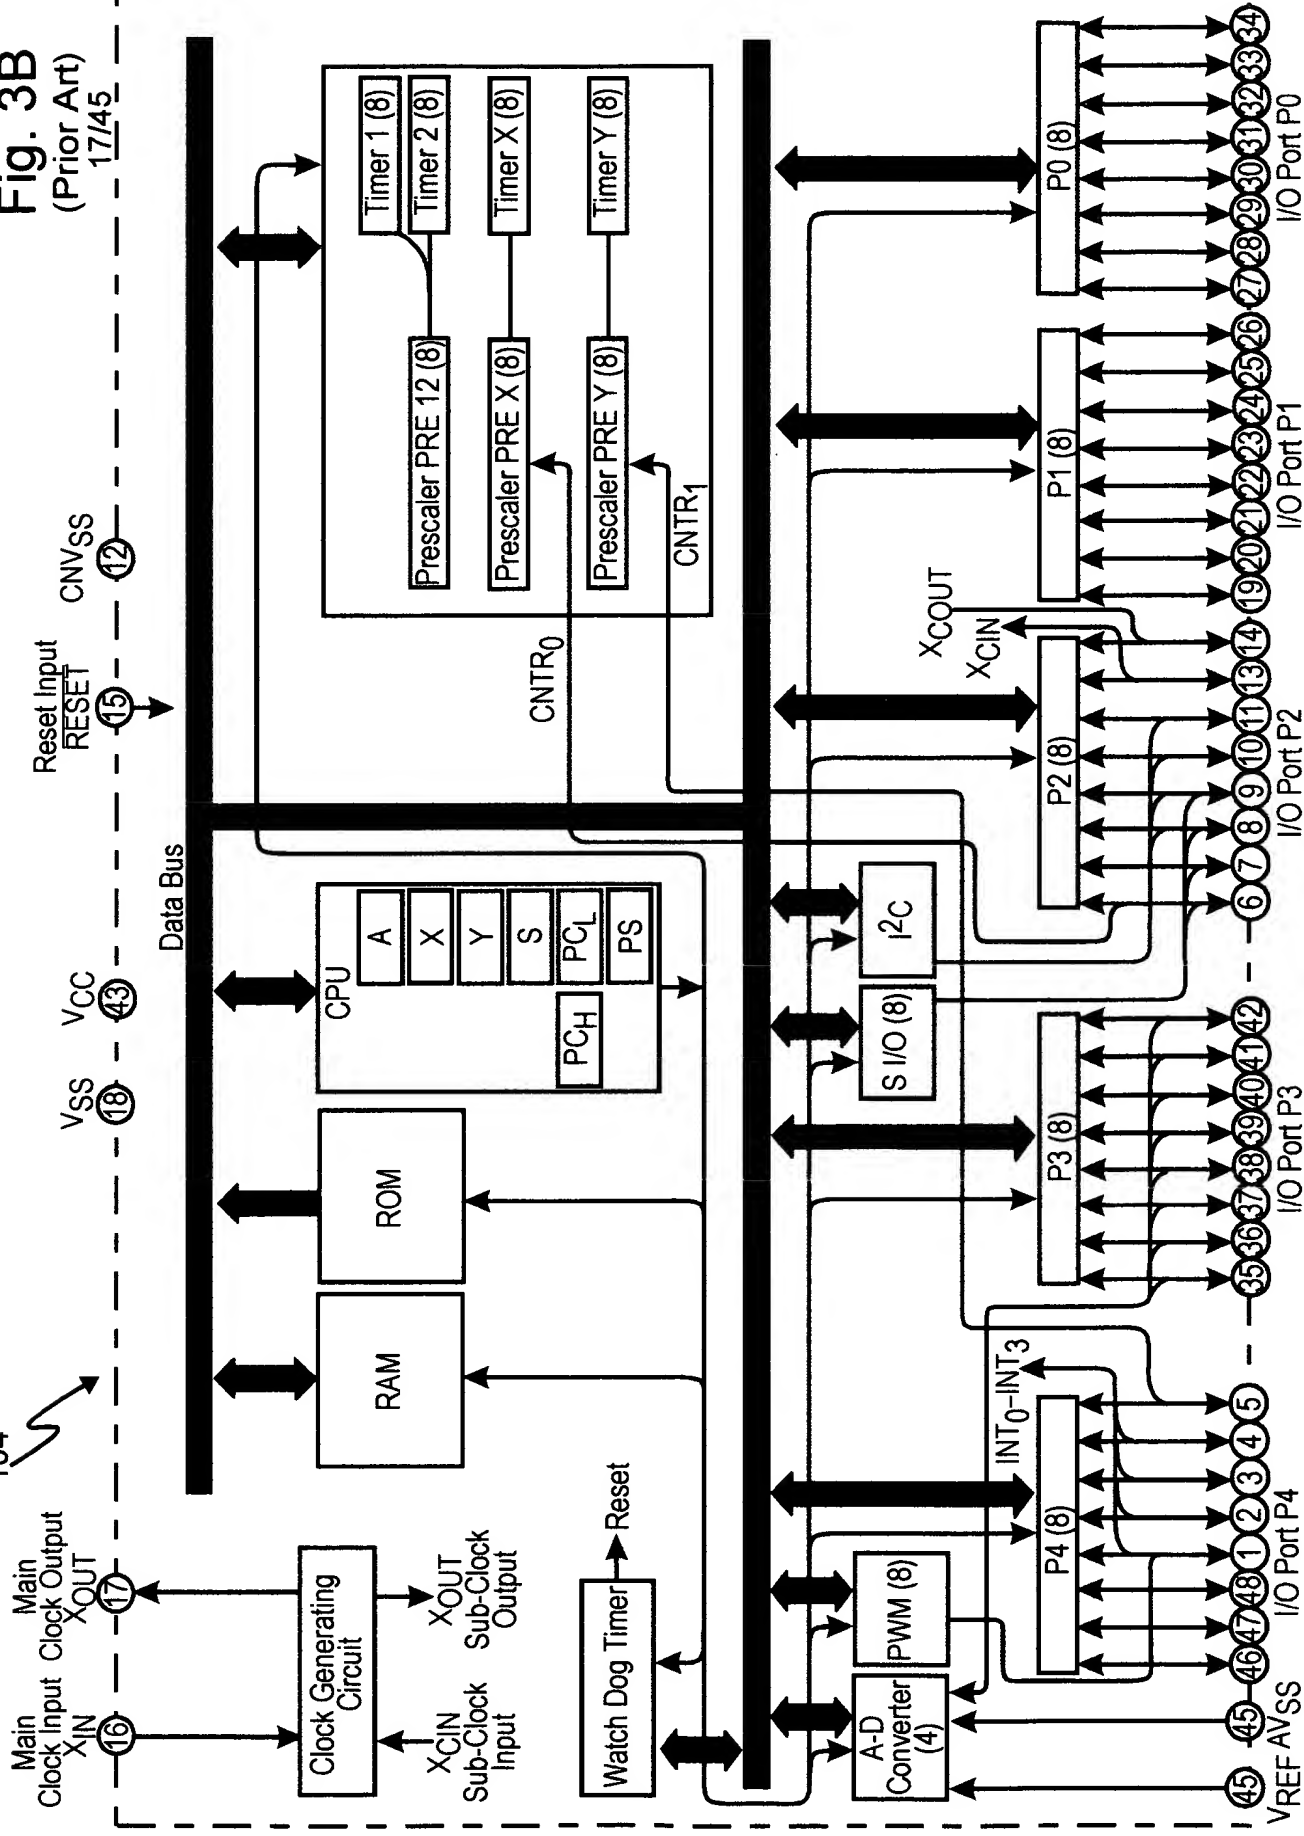 Fig. 3B
(Prior Art)
17/45
Main
Clock Input
XIN
16
Main
Clock Output
XOUT
17
VSS
18
VCC
43
Reset Input
RESET
15
CNVSS
12
Data Bus
Clock Generating
Circuit
XCIN
Sub-Clock
Input
XOUT
Sub-Clock
Output
RAM
ROM
CPU
A
X
Y
S
PCH
PCL
PS
Timer 1 (8)
Timer 2 (8)
Prescaler PRE 12 (8)
Prescaler PRE X (8)
Timer X (8)
Prescaler PRE Y (8)
Timer Y (8)
CNTR0
CNTR1
Watch Dog Timer
Reset
A-D
Converter
(4)
PWM (8)
S I/O (8)
I2C
XCOUT
XCIN
INT0–INT3
P4 (8)
P3 (8)
P2 (8)
P1 (8)
P0 (8)
45 45 46 47 48 1 2 3 4 5 35 36 37 38 39 40 41 42 6 7 8 9 10 11 13 14 19 20 21 22 23 24 25 26 27 28 29 30 31 32 33 34
VREF AVSS
I/O Port P4
I/O Port P3
I/O Port P2
I/O Port P1
I/O Port P0